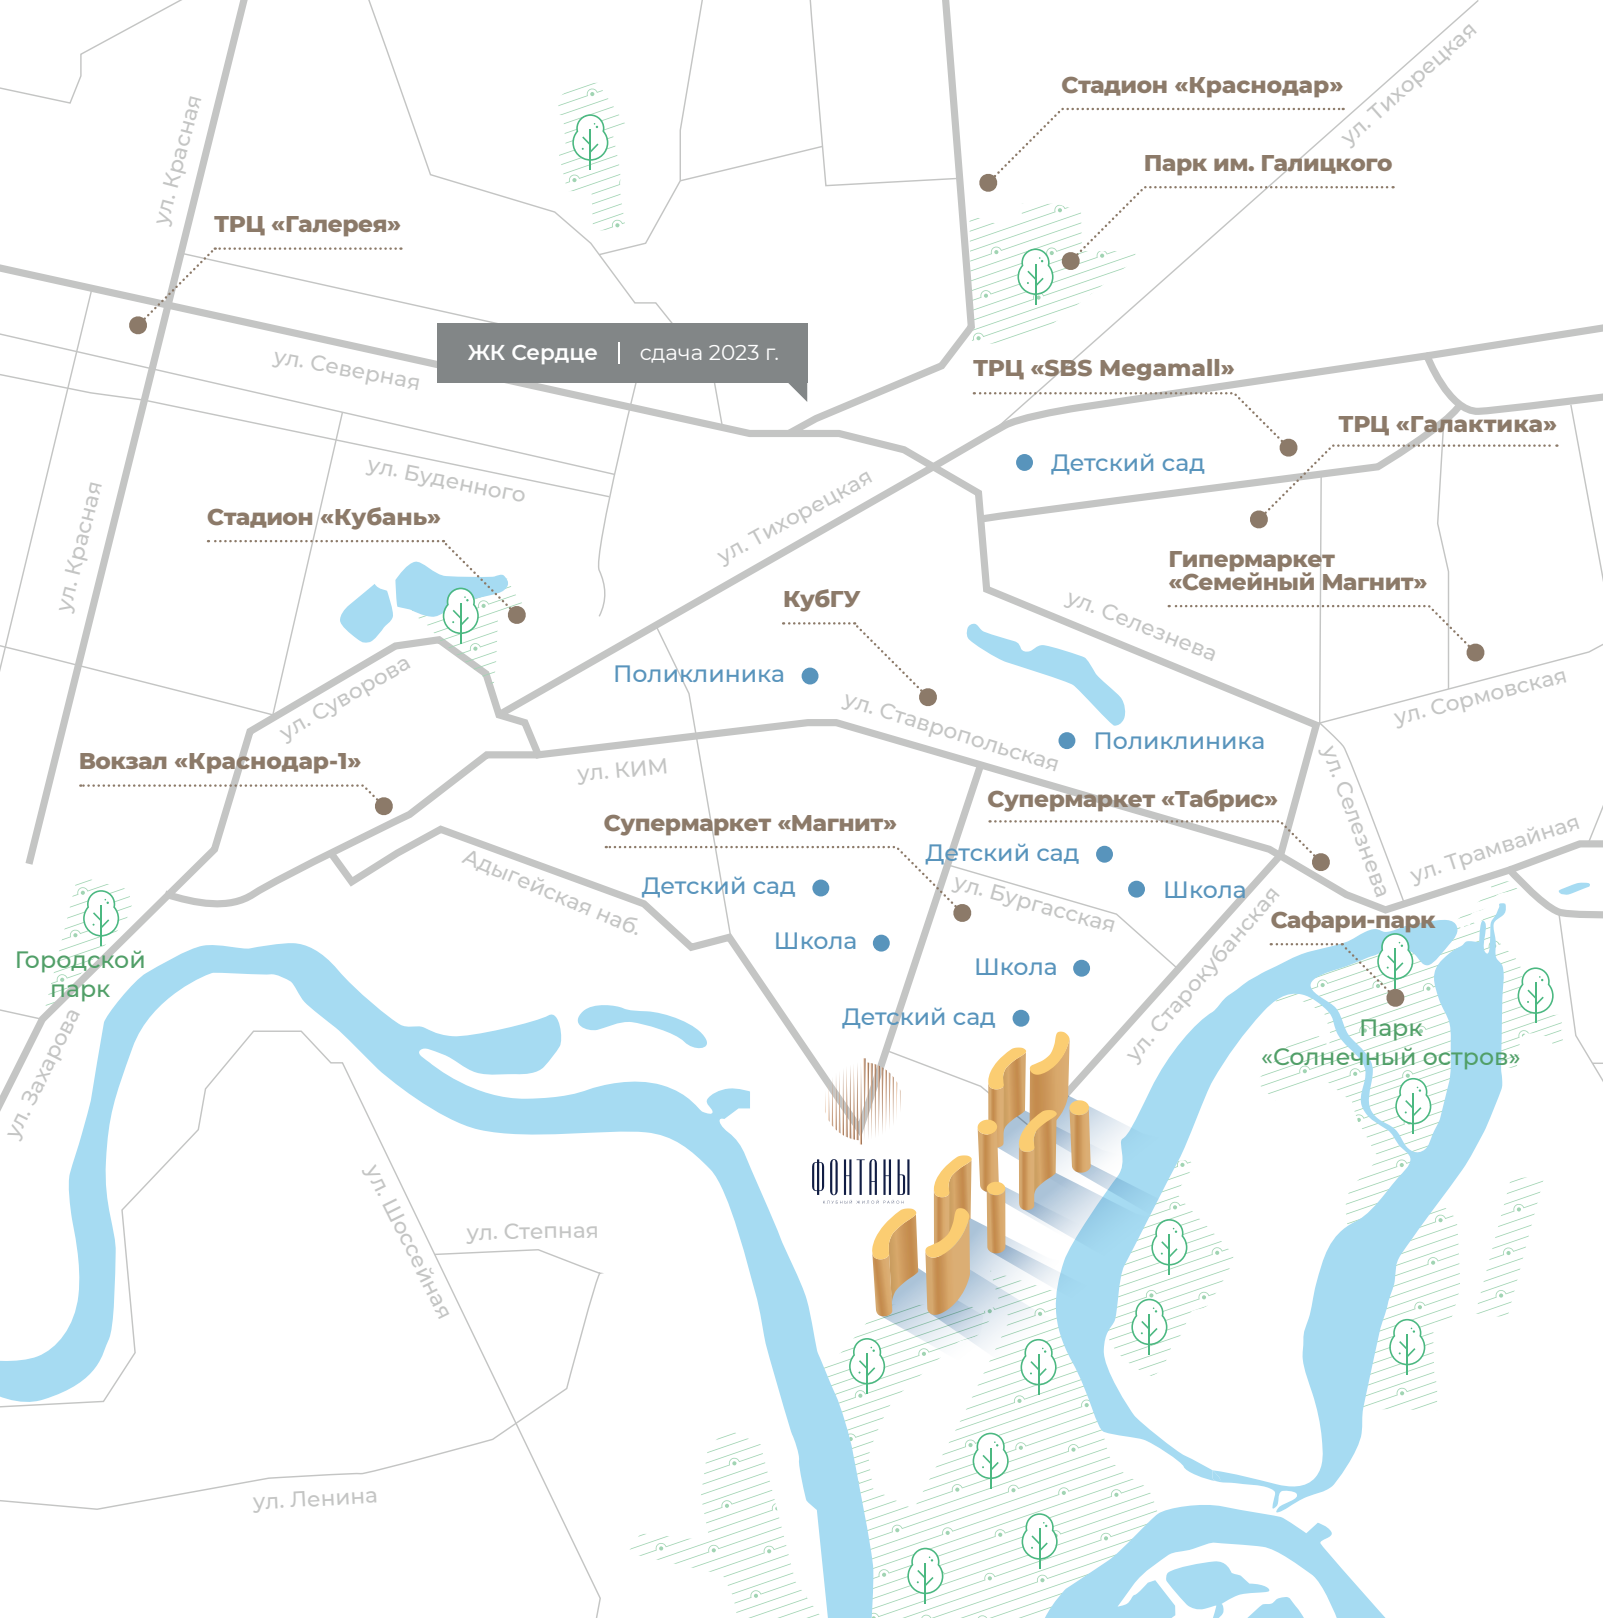 ул. Тихорецкая
Стадион «Краснодар»
ул. Красная
Парк им. Галицкого
ТРЦ «Галерея»
ул. Северная
ЖК Сердце | сдача 2023 г.
ТРЦ «SBS Megamall»
ТРЦ «Галактика»
Детский сад
ул. Буденного
ул. Тихорецкая
ул. Красная
Стадион «Кубань»
Гипермаркет
«Семейный Магнит»
КубГУ
ул. Селезнева
Поликлиника
ул. Суворова
ул. Ставропольская
ул. Сормовская
Поликлиника
Вокзал «Краснодар-1»
ул. КИМ
Супермаркет «Табрис»
ул. Селезнева
Супермаркет «Магнит»
Детский сад
ул. Трамвайная
Адыгейская наб.
Детский сад
ул. Бургасская
Школа
Сафари-парк
Школа
Городской
парк
Школа
ул. Старокубанская
Детский сад
Парк
«Солнечный остров»
ул. Захарова
ФОНТАНЫ
КЛУБНЫЙ ЖИЛОЙ РАЙОН
ул. Шоссейная
ул. Степная
ул. Ленина